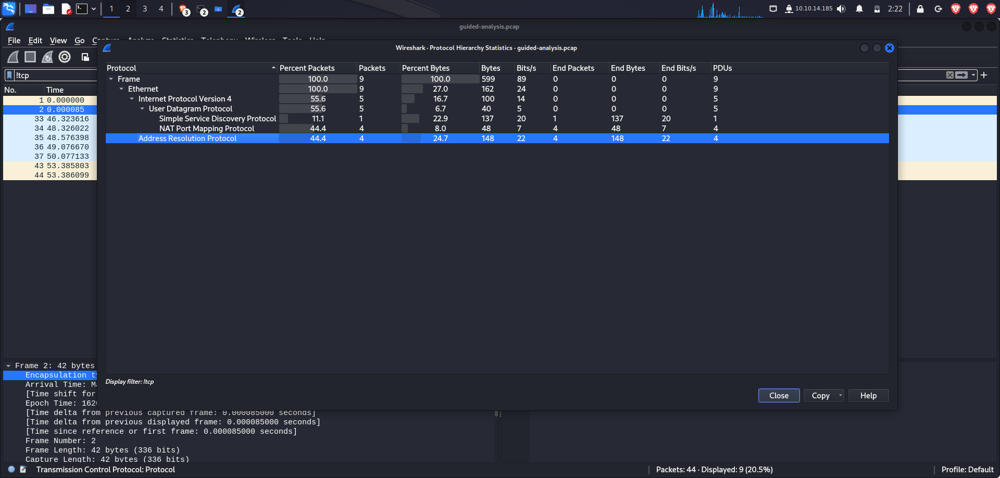 1 2 3 4 3 2 2 10.10.14.185 2:22
guided-analysis.pcap
File Edit View Go Capture Analyze Statistics Telephony Wireless Tools Help
Wireshark · Protocol Hierarchy Statistics · guided-analysis.pcap
!tcp
No. Time
1 0.000000
2 0.000085
33 46.323616
34 48.326022
35 48.576398
36 49.076670
37 50.077133
43 53.385803
44 53.386099
Protocol Percent Packets Packets Percent Bytes Bytes Bits/s End Packets End Bytes End Bits/s PDUs
Frame 100.0 9 100.0 599 89 0 0 0 9
Ethernet 100.0 9 27.0 162 24 0 0 0 9
Internet Protocol Version 4 55.6 5 16.7 100 14 0 0 0 5
User Datagram Protocol 55.6 5 6.7 40 5 0 0 0 5
Simple Service Discovery Protocol 11.1 1 22.9 137 20 1 137 20 1
NAT Port Mapping Protocol 44.4 4 8.0 48 7 4 48 7 4
Address Resolution Protocol 44.4 4 24.7 148 22 4 148 22 4
Display filter: !tcp
Close Copy Help
Frame 2: 42 bytes
Encapsulation ty
Arrival Time: Ma
[Time shift for
Epoch Time: 162
[Time delta from previous captured frame: 0.000085000 seconds]
[Time delta from previous displayed frame: 0.000085000 seconds]
[Time since reference or first frame: 0.000085000 seconds]
Frame Number: 2
Frame Length: 42 bytes (336 bits)
Capture Length: 42 bytes (336 bits)
Transmission Control Protocol: Protocol Packets: 44 · Displayed: 9 (20.5%) Profile: Default